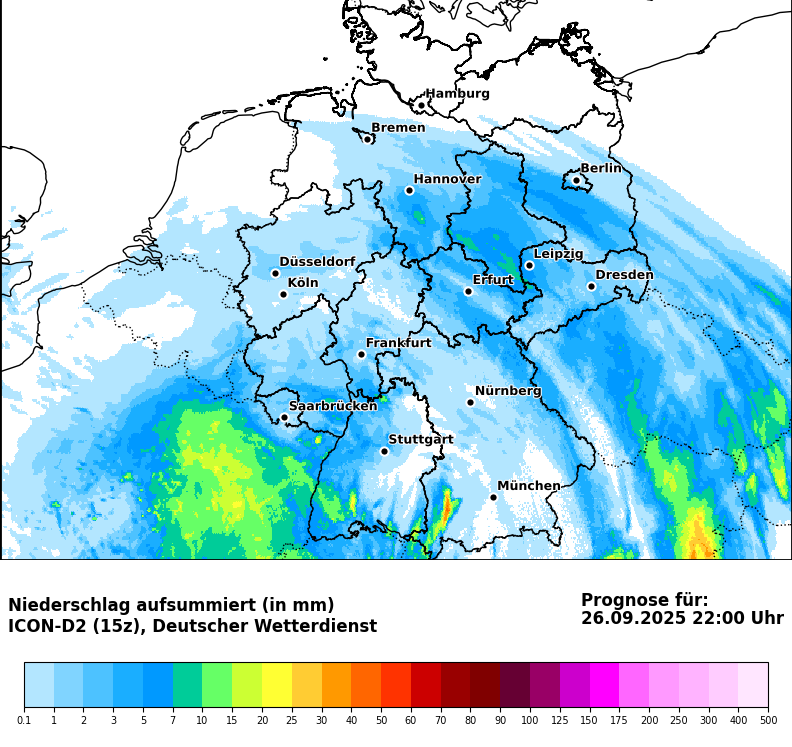 Hamburg
Bremen
Berlin
Hannover
Leipzig
Düsseldorf
Dresden
Erfurt
Köln
Frankfurt
Nürnberg
Saarbrücken
Stuttgart
München
Niederschlag aufsummiert (in mm)
ICON-D2 (15z), Deutscher Wetterdienst
Prognose für:
26.09.2025 22:00 Uhr
0.1 1 2 3 5 7 10 15 20 25 30 40 50 60 70 80 90 100 125 150 175 200 250 300 400 500